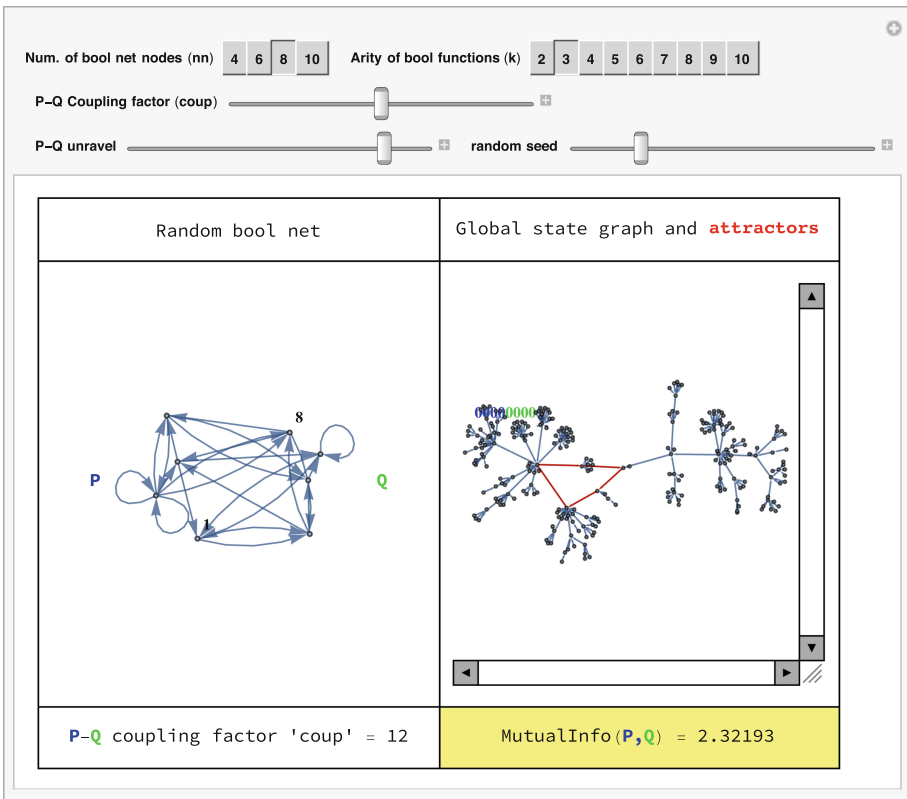 Num. of bool net nodes (nn) 4 6 8 10 Arity of bool functions (k) 2 3 4 5 6 7 8 9 10
P–Q Coupling factor (coup)
P–Q unravel random seed
Random bool net Global state graph and attractors
00000000
8
P Q
1
P–Q coupling factor 'coup' = 12 MutualInfo(P,Q) = 2.32193